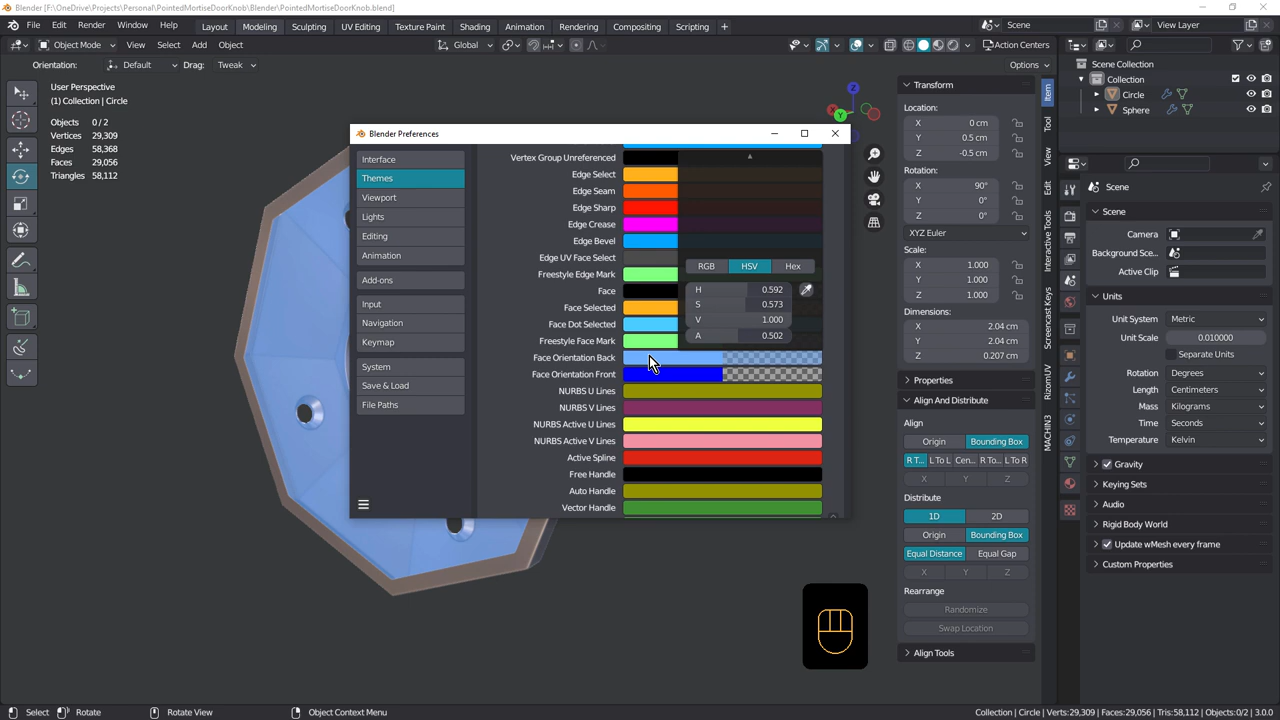 Blender [F:\OneDrive\Projects\Personal\PointedMortiseDoorKnob\Blender\PointedMortiseDoorKnob.blend]
File Edit Render Window Help Layout Modeling Sculpting UV Editing Texture Paint Shading Animation Rendering Compositing Scripting + Scene View Layer
Object Mode View Select Add Object Global Action Centers
Orientation: Default Drag: Tweak Options
User Perspective
(1) Collection | Circle
Objects 0 / 2
Vertices 29,309
Edges 58,368
Faces 29,056
Triangles 58,112
Z
X
Y
Blender Preferences
Interface
Themes
Viewport
Lights
Editing
Animation
Add-ons
Input
Navigation
Keymap
System
Save & Load
File Paths
Vertex Group Unreferenced
Edge Select
Edge Seam
Edge Sharp
Edge Crease
Edge Bevel
Edge UV Face Select
Freestyle Edge Mark
Face
Face Selected
Face Dot Selected
Freestyle Face Mark
Face Orientation Back
Face Orientation Front
NURBS U Lines
NURBS V Lines
NURBS Active U Lines
NURBS Active V Lines
Active Spline
Free Handle
Auto Handle
Vector Handle
RGB HSV Hex
H 0.592
S 0.573
V 1.000
A 0.502
Transform
Location:
X 0 cm
Y 0.5 cm
Z -0.5 cm
Rotation:
X 90°
Y 0°
Z 0°
XYZ Euler
Scale:
X 1.000
Y 1.000
Z 1.000
Dimensions:
X 2.04 cm
Y 2.04 cm
Z 0.207 cm
Properties
Align And Distribute
Align
Origin Bounding Box
R T... L To L Cen... R To... L To R
X Y Z
Distribute
1D 2D
Origin Bounding Box
Equal Distance Equal Gap
X Y Z
Rearrange
Randomize
Swap Location
Align Tools
Item
Tool
View
Edit
Interactive Tools
Screencast Keys
RizomUV
MACHIN3
Scene Collection
Collection
Circle
Sphere
Scene
Scene
Camera
Background Sce...
Active Clip
Units
Unit System Metric
Unit Scale 0.010000
Separate Units
Rotation Degrees
Length Centimeters
Mass Kilograms
Time Seconds
Temperature Kelvin
Gravity
Keying Sets
Audio
Rigid Body World
Update wMesh every frame
Custom Properties
Select Rotate Rotate View Object Context Menu Collection | Circle | Verts:29,309 | Faces:29,056 | Tris:58,112 | Objects:0/2 | 3.0.0